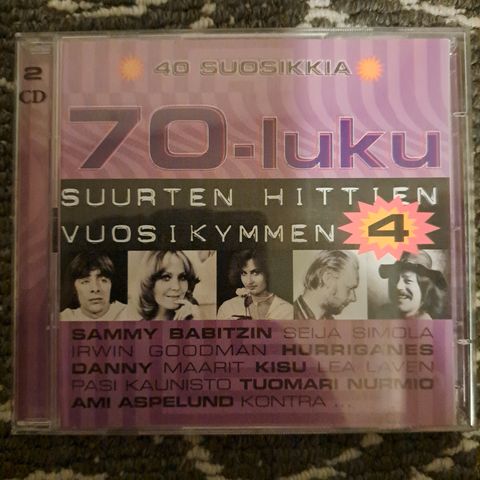 2
CD
40 SUOSIKKIA
70-luku
SUURTEN HITTIEN
VUOSIKYMMEN 4
SAMMY BABITZIN SEIJA SIMOLA
IRWIN GOODMAN HURRIGANES
DANNY MAARIT KISU LEA LAVEN
PASI KAUNISTO TUOMARI NURMIO
AMI ASPELUND KONTRA ...